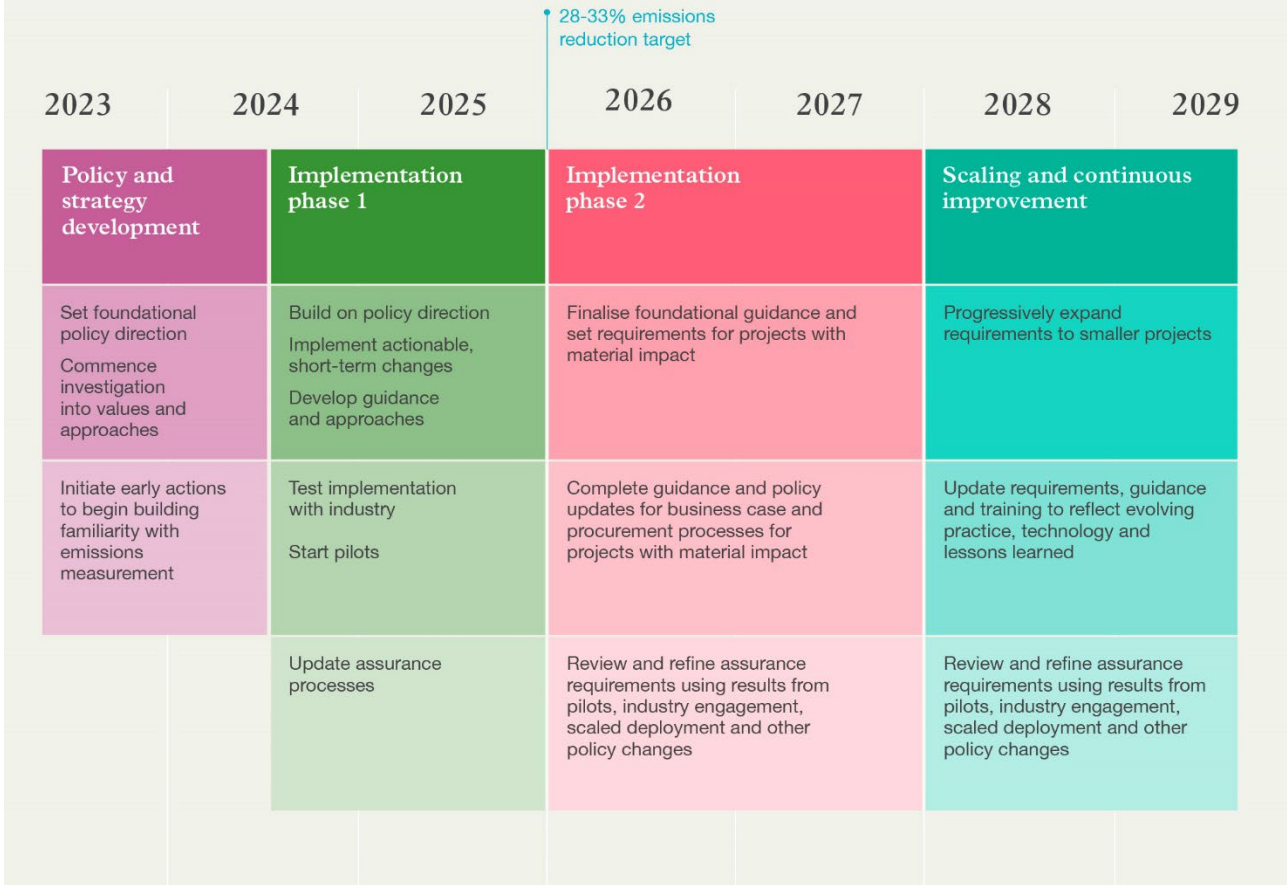 28-33% emissions
reduction target
2023
2024
2025
2026
2027
2028
2029
Policy and
strategy
development
Implementation
phase 1
Implementation
phase 2
Scaling and continuous
improvement
Set foundational
policy direction
Commence
investigation
into values and
approaches
Build on policy direction
Implement actionable,
short-term changes
Develop guidance
and approaches
Finalise foundational guidance and
set requirements for projects with
material impact
Progressively expand
requirements to smaller projects
Initiate early actions
to begin building
familiarity with
emissions
measurement
Test implementation
with industry
Start pilots
Complete guidance and policy
updates for business case and
procurement processes for
projects with material impact
Update requirements, guidance
and training to reflect evolving
practice, technology and
lessons learned
Update assurance
processes
Review and refine assurance
requirements using results from
pilots, industry engagement,
scaled deployment and other
policy changes
Review and refine assurance
requirements using results from
pilots, industry engagement,
scaled deployment and other
policy changes